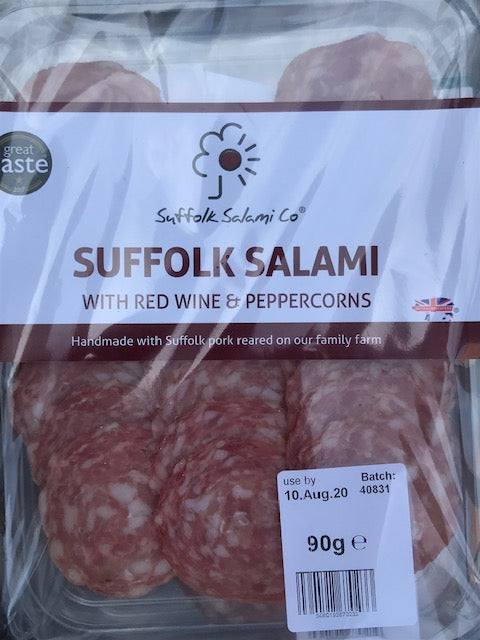 great
taste
2017
Suffolk Salami Co®
SUFFOLK SALAMI
WITH RED WINE & PEPPERCORNS
Handmade with Suffolk pork reared on our family farm
use by
10.Aug.20
Batch:
40831
90g ℮